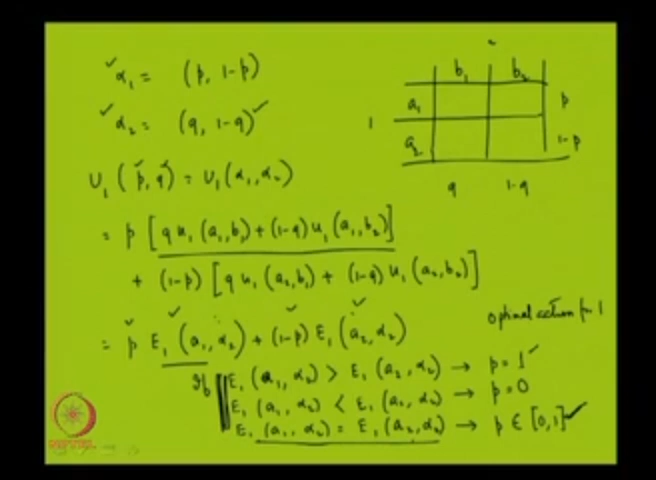 α₁ = (p, 1-p)
α₂ = (q, 1-q)
U₁ (p, q) = U₁(α₁, α₂)
= p [q u₁ (a₁, b₁) + (1-q) u₁ (a₁, b₂)]
+ (1-p) [q u₁ (a₂, b₁) + (1-q) u₁ (a₂, b₂)]
= p E₁ (a₁, α₂) + (1-p) E₁ (a₂, α₂)
If E₁ (a₁, α₂) > E₁ (a₂, α₂) → p = 1
E₁ (a₁, α₂) < E₁ (a₂, α₂) → p = 0
E₁ (a₁, α₂) = E₁ (a₂, α₂) → p ∈ [0, 1]
2
b₁ b₂
a₁ p
1
a₂ 1-p
q 1-q
optimal action for 1